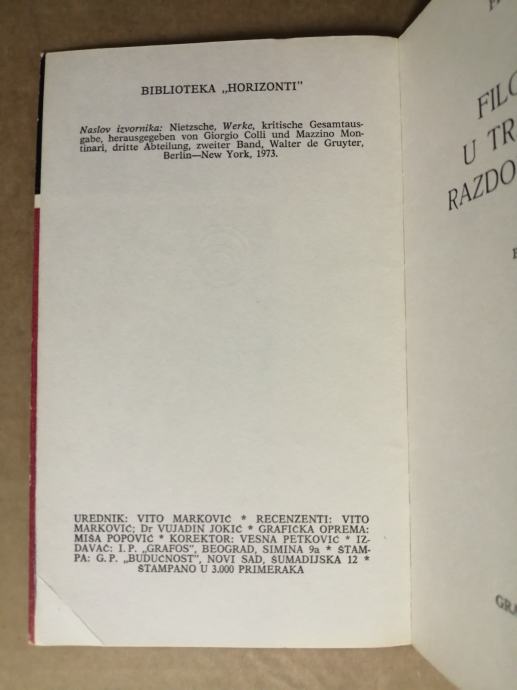 BIBLIOTEKA „HORIZONTI"
Naslov izvornika: Nietzsche, Werke, kritische Gesamtaus-
gabe, herausgegeben von Giorgio Colli und Mazzino Mon-
tinari, dritte Abteilung, zweiter Band, Walter de Gruyter,
Berlin—New York, 1973.
UREDNIK: VITO MARKOVIĆ * RECENZENTI: VITO
MARKOVIĆ; Dr VUJADIN JOKIĆ * GRAFIČKA OPREMA:
MIŠA POPOVIĆ * KOREKTOR: VESNA PETKOVIĆ * IZ-
DAVAČ: I.P. „GRAFOS", BEOGRAD, SIMINA 9a * ŠTAM-
PA: G.P. „BUDUĆNOST", NOVI SAD, ŠUMADIJSKA 12 *
ŠTAMPANO U 3.000 PRIMERAKA
FILO
U TR
RAZDO
GRA